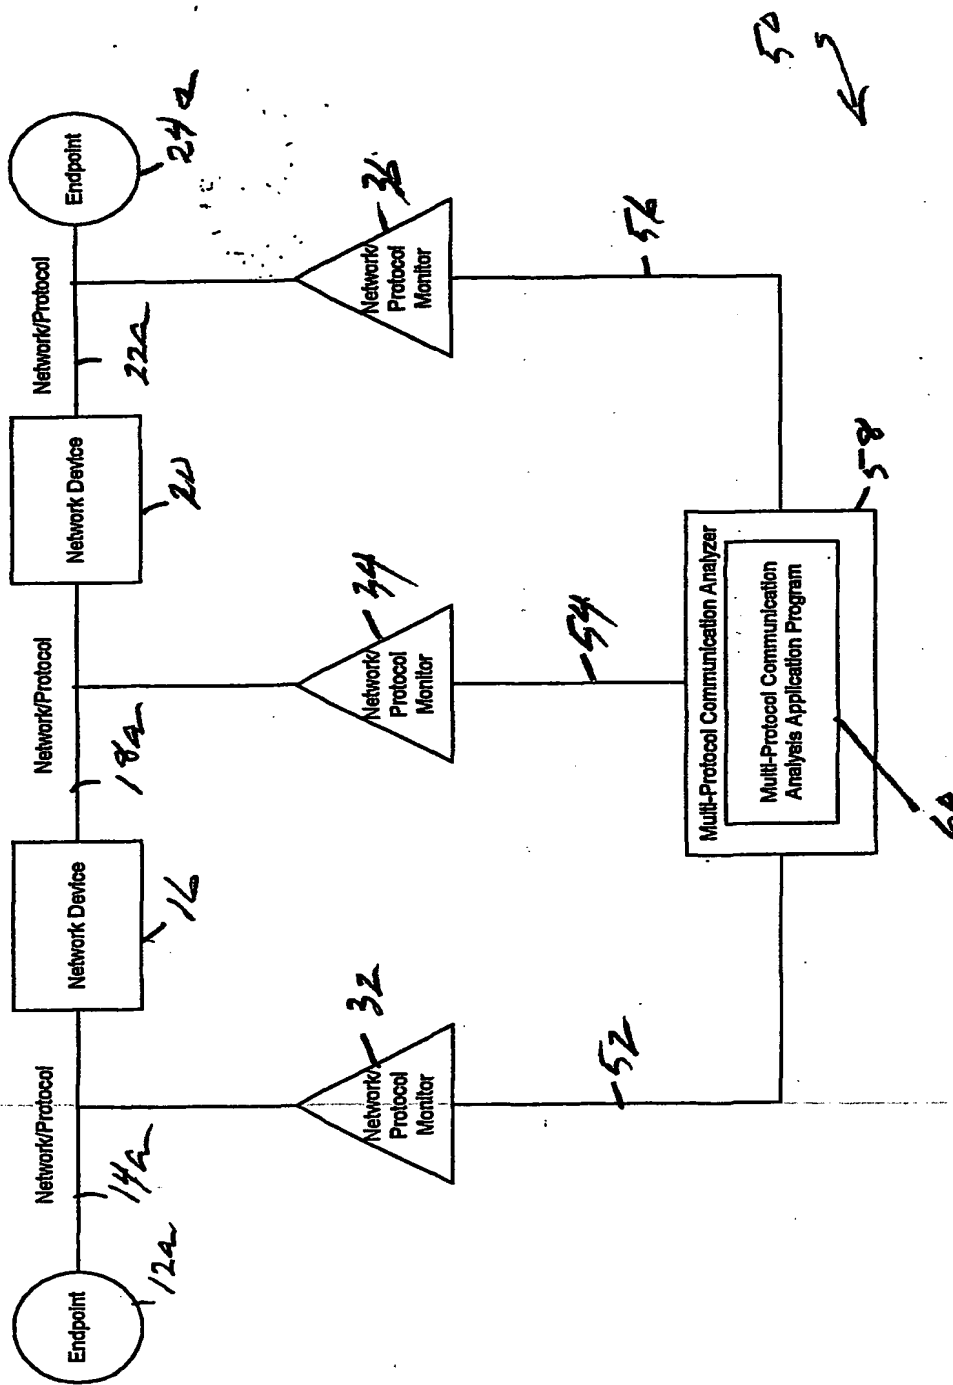 Endpoint
12a
Network/Protocol
14a
Network Device
16
Network/Protocol
18a
Network Device
20
Network/Protocol
22a
Endpoint
24a
Network/
Protocol
Monitor
32
Network/
Protocol
Monitor
34
Network/
Protocol
Monitor
36
52
54
56
Multi-Protocol Communication Analyzer
58
Multi-Protocol Communication
Analysis Application Program
60
50